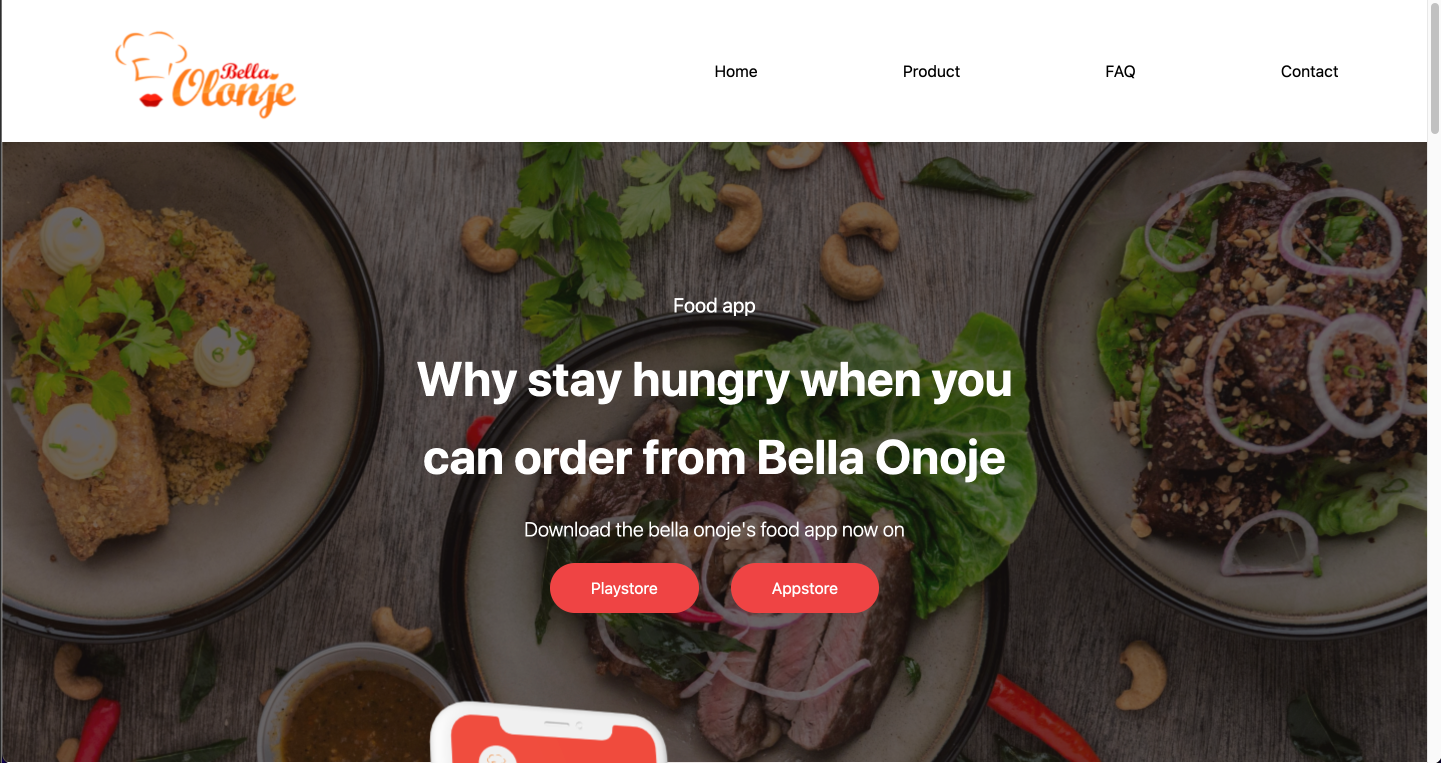 Bella
Olonje
Home
Product
FAQ
Contact
Food app
Why stay hungry when you
can order from Bella Onoje
Download the bella onoje's food app now on
Playstore
Appstore